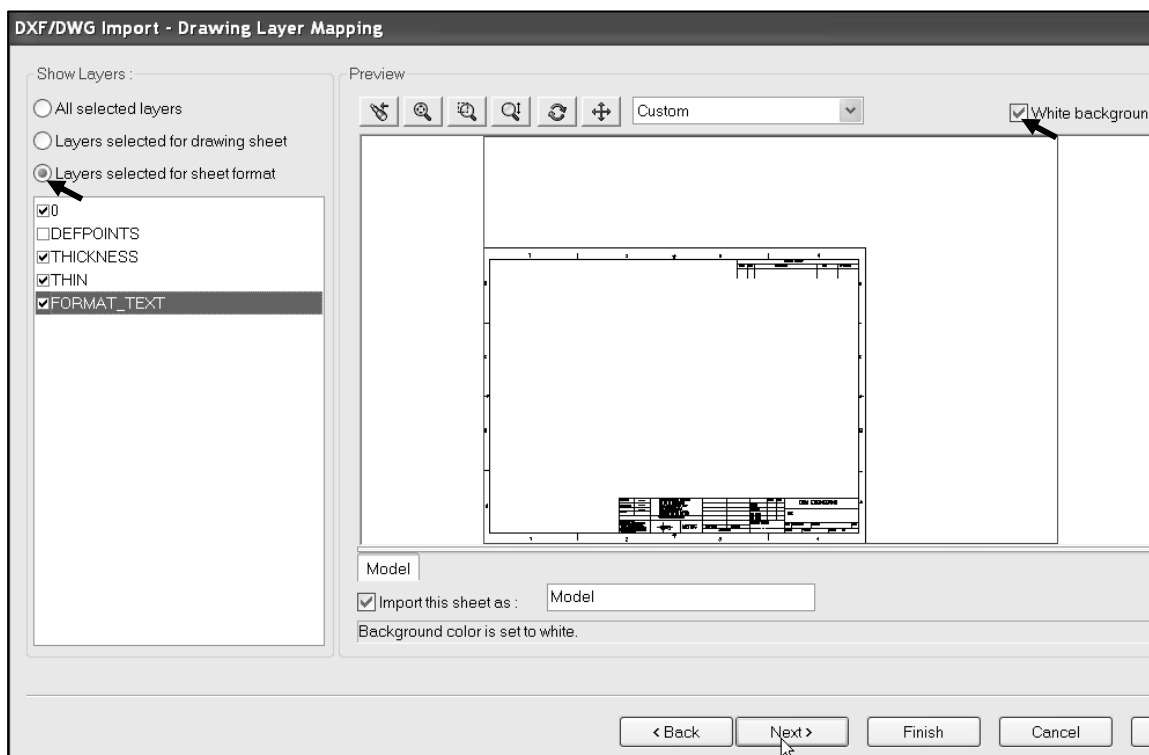 DXF/DWG Import - Drawing Layer Mapping
Show Layers :
All selected layers
Layers selected for drawing sheet
Layers selected for sheet format
0
DEFPOINTS
THICKNESS
THIN
FORMAT_TEXT
Preview
Custom
White backgroun
Model
Import this sheet as :
Model
Background color is set to white.
< Back
Next >
Finish
Cancel